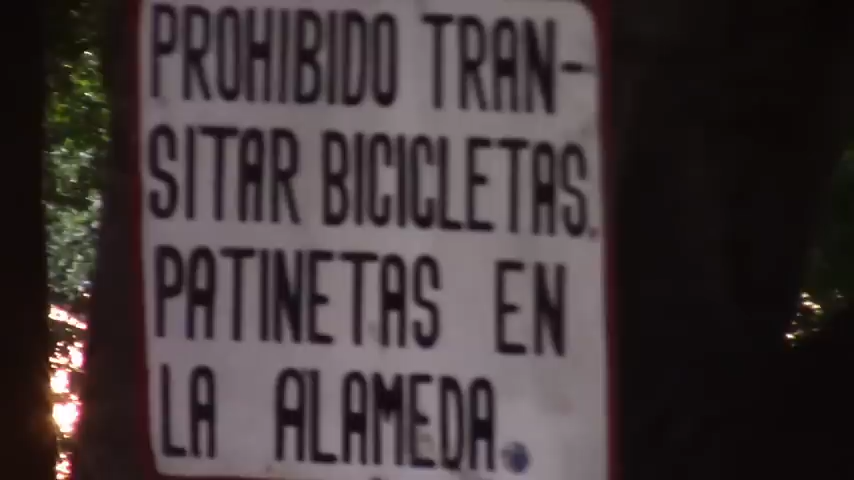 PROHIBIDO TRAN-
SITAR BICICLETAS.
PATINETAS EN
LA ALAMEDA.